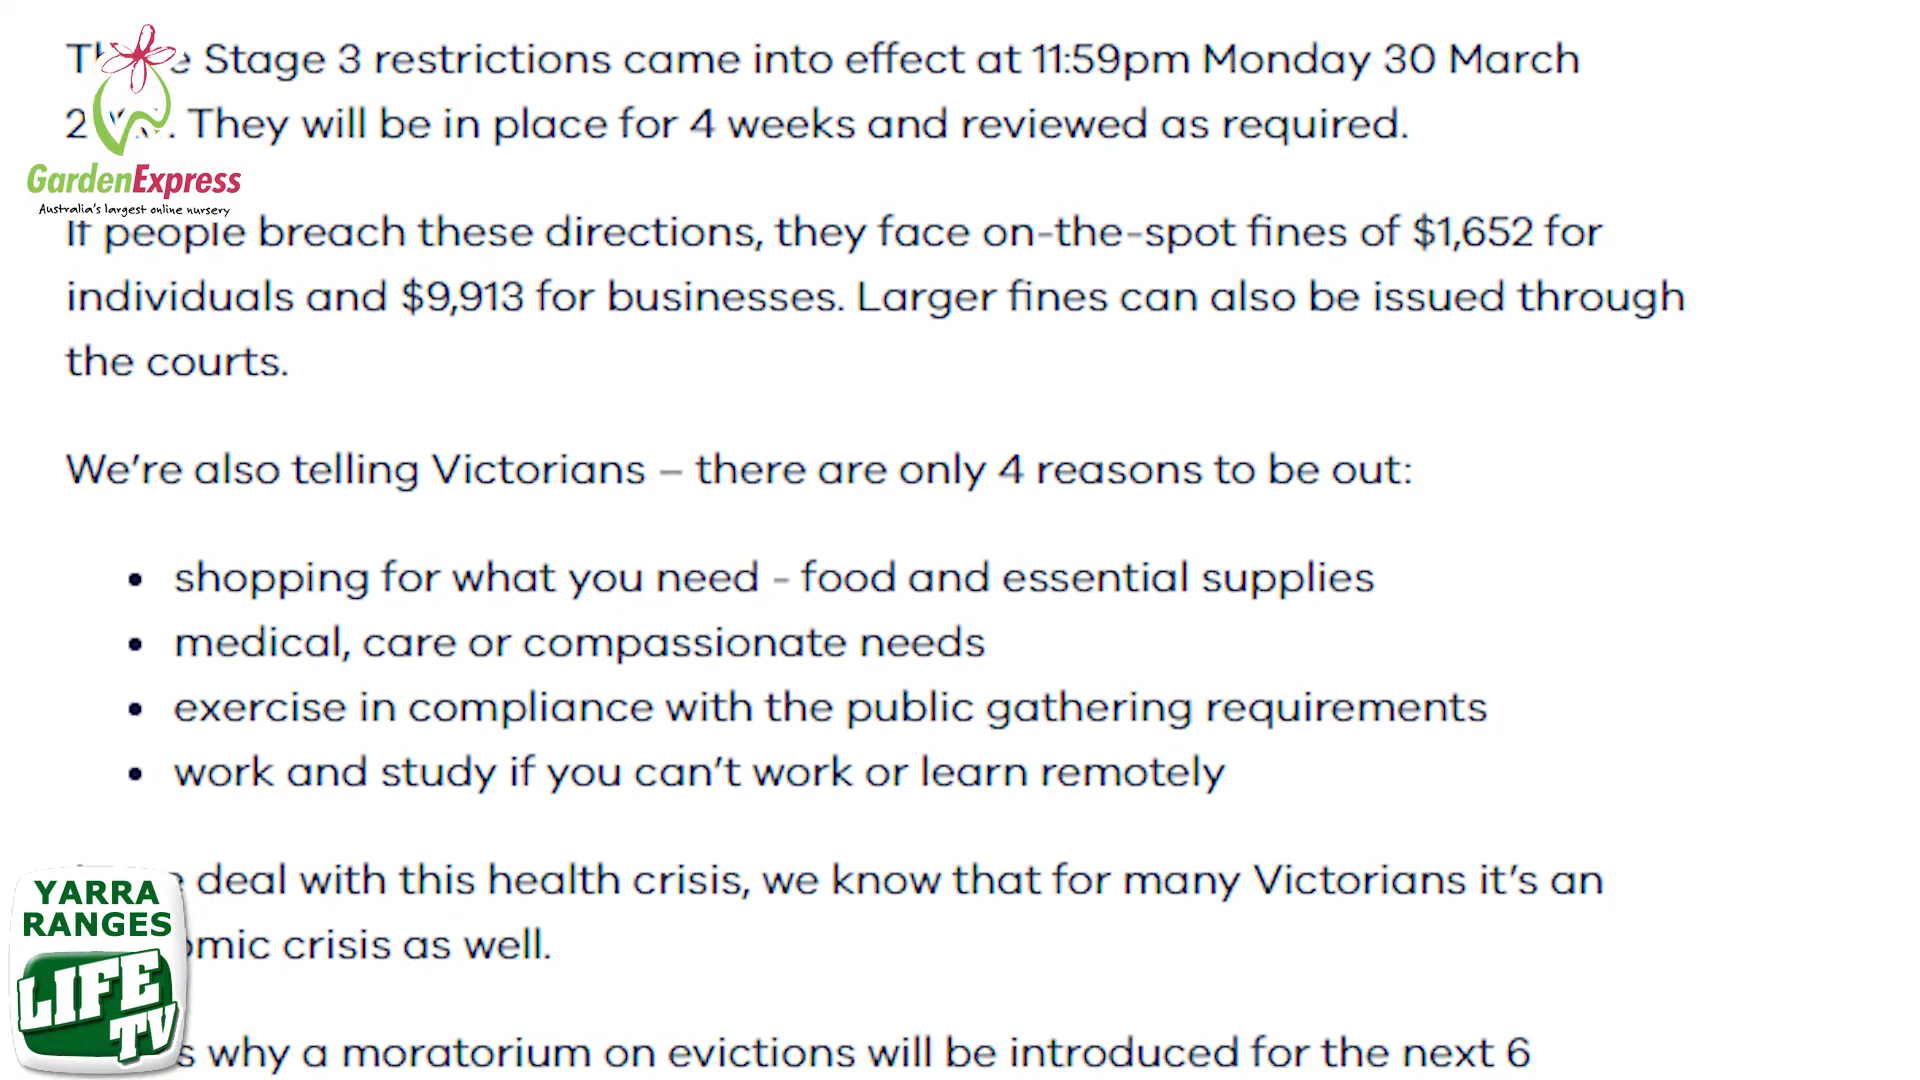 Stage 3 restrictions came into effect at 11:59pm Monday 30 March
They will be in place for 4 weeks and reviewed as required.
GardenExpress
Australia's largest online nursery
If people breach these directions, they face on-the-spot fines of $1,652 for
individuals and $9,913 for businesses. Larger fines can also be issued through
the courts.
We're also telling Victorians – there are only 4 reasons to be out:
• shopping for what you need - food and essential supplies
• medical, care or compassionate needs
• exercise in compliance with the public gathering requirements
• work and study if you can't work or learn remotely
deal with this health crisis, we know that for many Victorians it's an
crisis as well.
why a moratorium on evictions will be introduced for the next 6
YARRA
RANGES
LIFE
TV